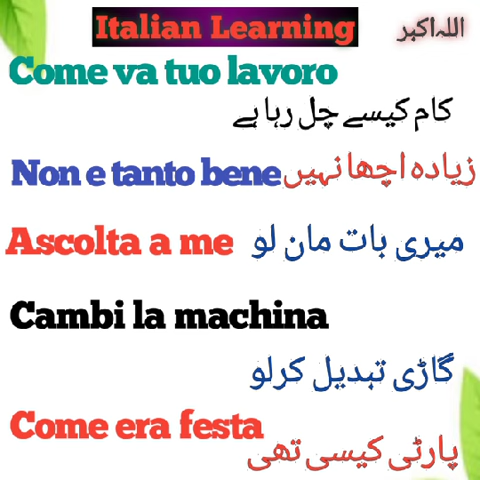 Italian Learning اللہ اکبر
Come va tuo lavoro
کام کیسے چل رہا ہے
Non e tanto bene زیادہ اچھا نہیں
Ascolta a me میری بات مان لو
Cambi la machina
گاڑی تبدیل کرلو
Come era festa
پارٹی کیسی تھی